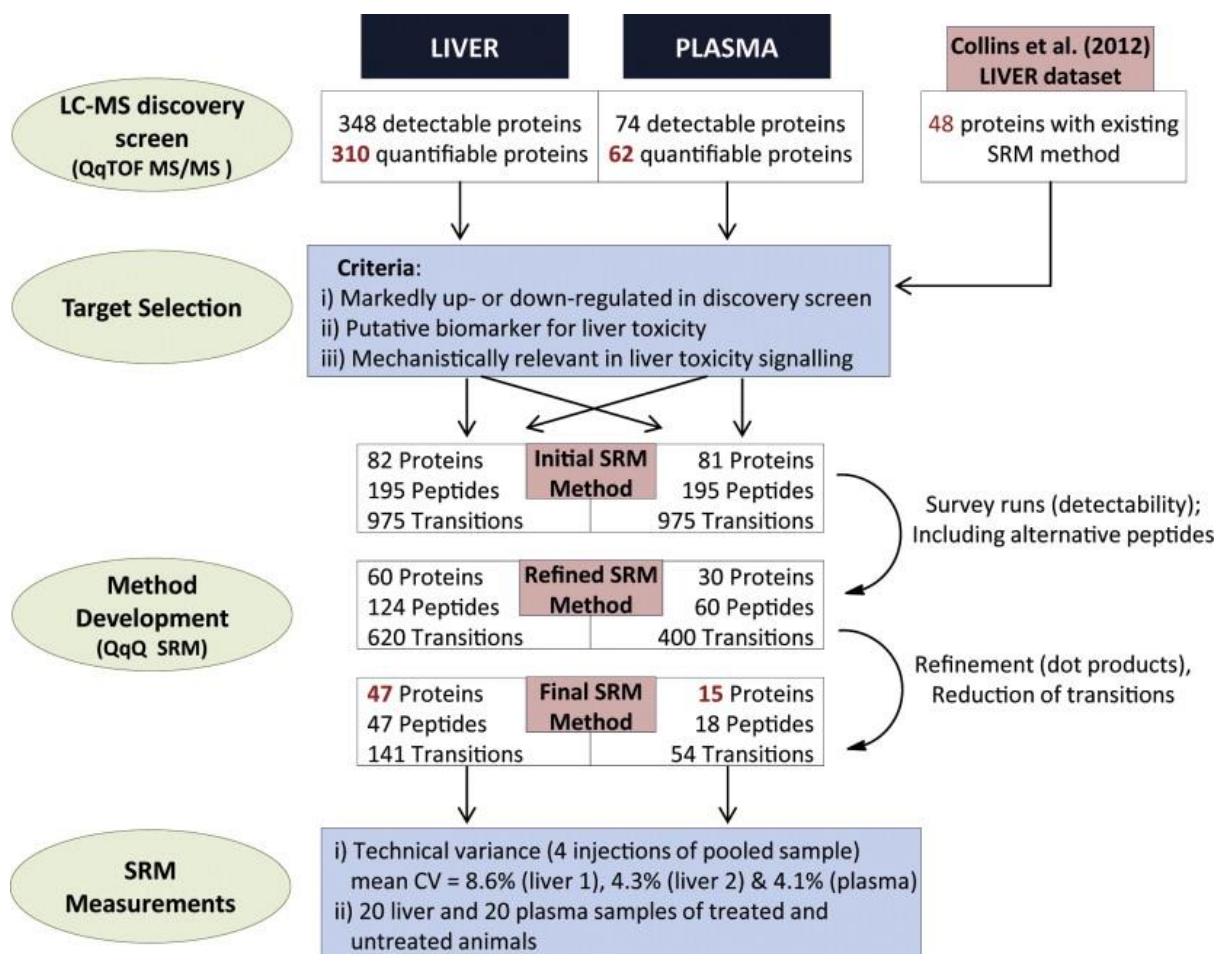 LIVER
PLASMA
Collins et al. (2012)
LIVER dataset
LC-MS discovery
screen
(QqTOF MS/MS )
348 detectable proteins
310 quantifiable proteins
74 detectable proteins
62 quantifiable proteins
48 proteins with existing
SRM method
Target Selection
Criteria:
i) Markedly up- or down-regulated in discovery screen
ii) Putative biomarker for liver toxicity
iii) Mechanistically relevant in liver toxicity signalling
82 Proteins
195 Peptides
975 Transitions
Initial SRM
Method
81 Proteins
195 Peptides
975 Transitions
Survey runs (detectability);
Including alternative peptides
Method
Development
(QqQ SRM)
60 Proteins
124 Peptides
620 Transitions
Refined SRM
Method
30 Proteins
60 Peptides
400 Transitions
Refinement (dot products),
Reduction of transitions
47 Proteins
47 Peptides
141 Transitions
Final SRM
Method
15 Proteins
18 Peptides
54 Transitions
SRM
Measurements
i) Technical variance (4 injections of pooled sample)
mean CV = 8.6% (liver 1), 4.3% (liver 2) & 4.1% (plasma)
ii) 20 liver and 20 plasma samples of treated and
untreated animals